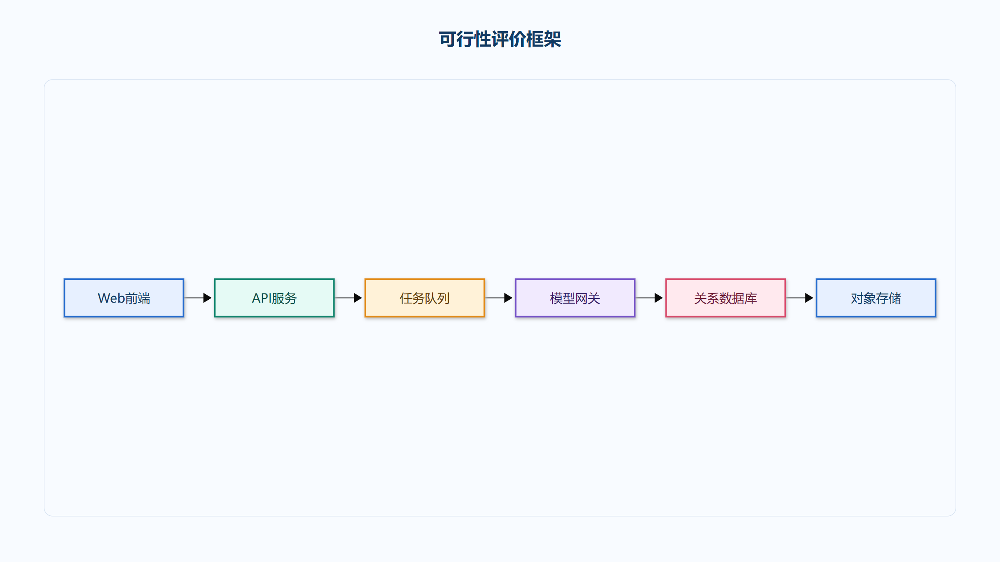 可行性评价框架
Web前端
API服务
任务队列
模型网关
关系数据库
对象存储